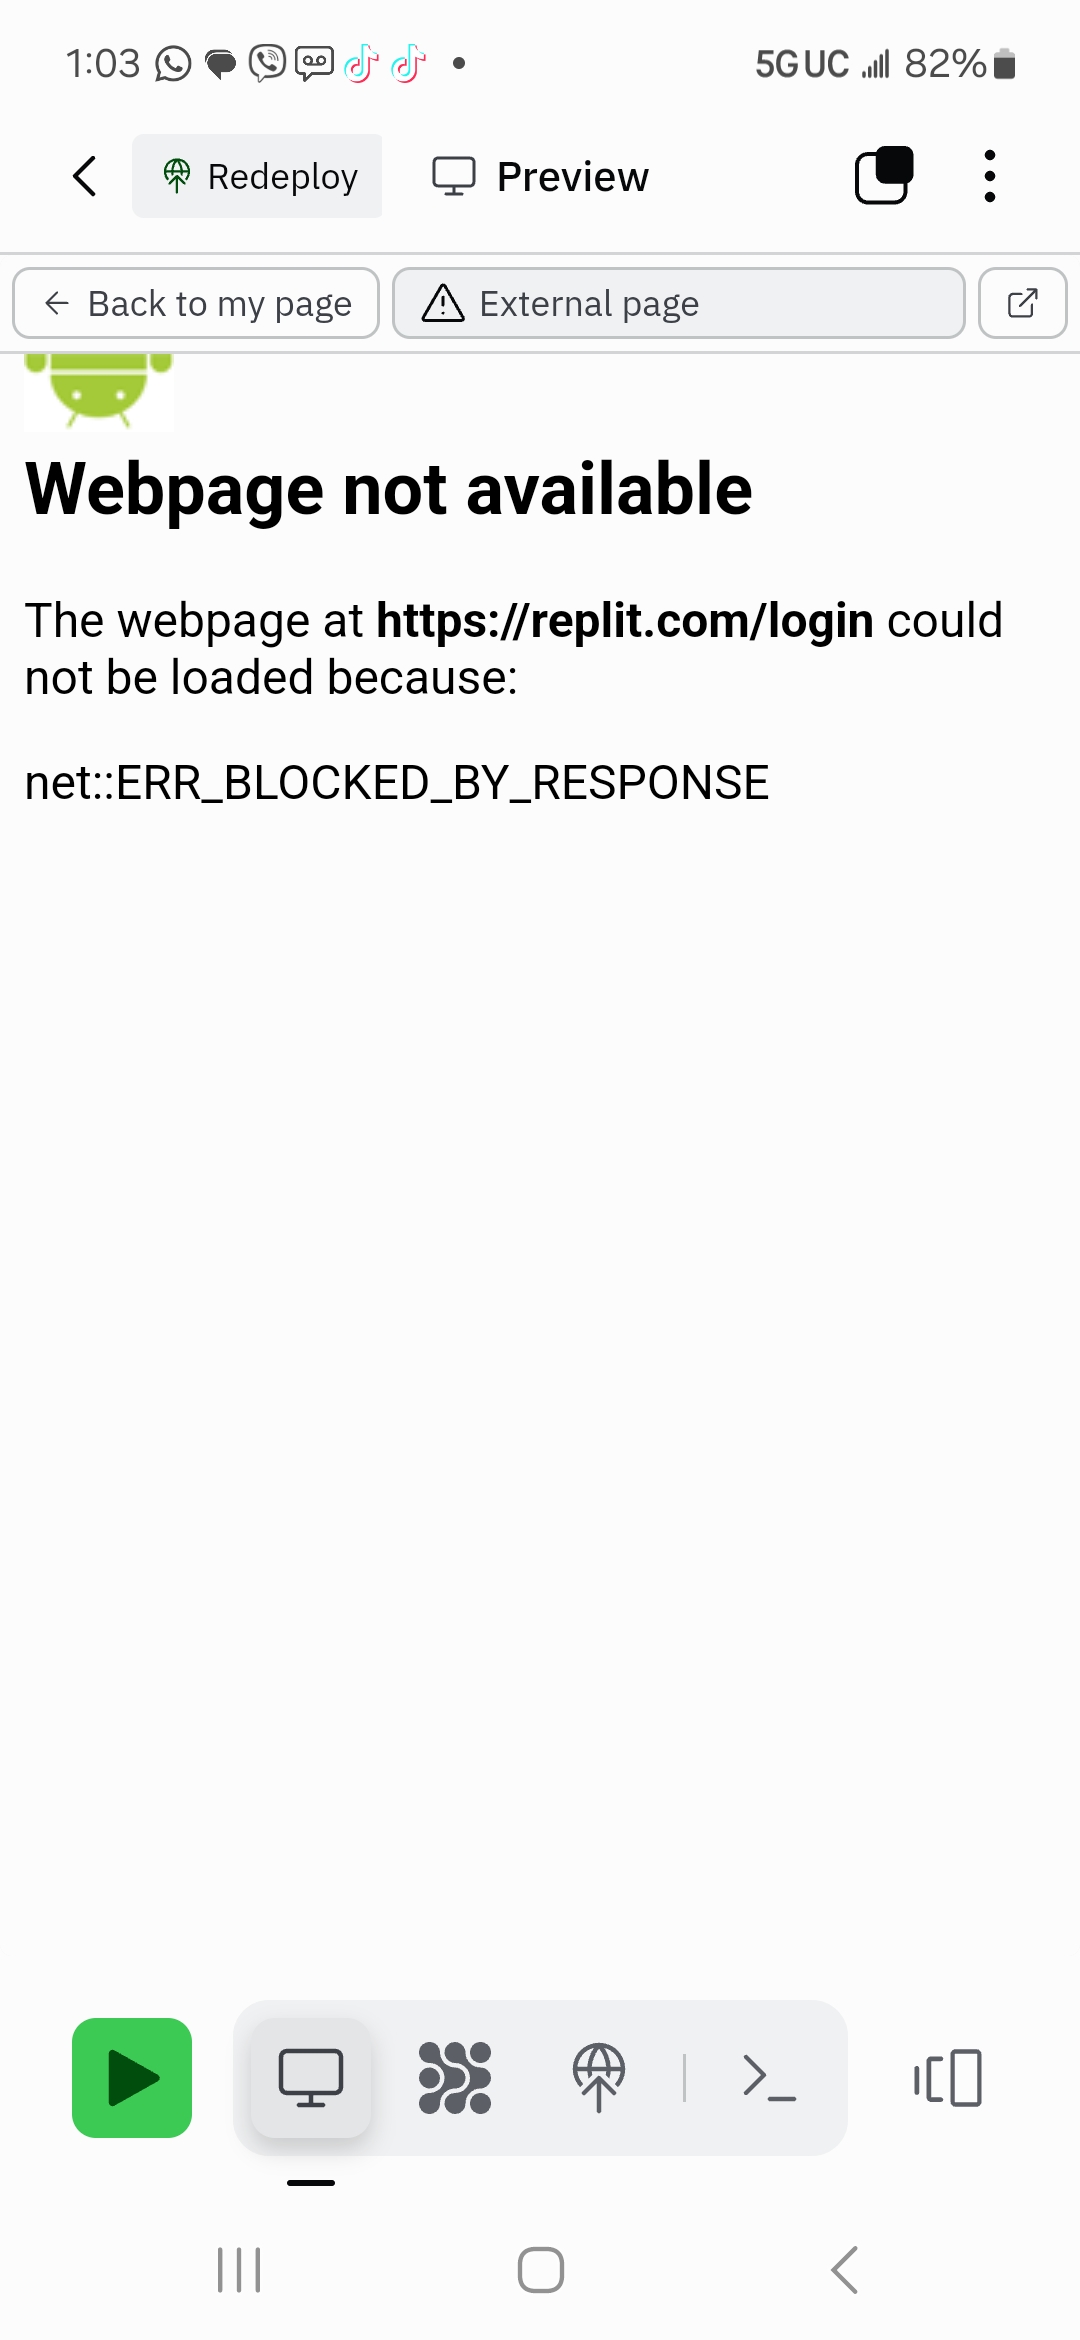 1:03
5G UC 82%
Redeploy Preview
Back to my page External page
Webpage not available
The webpage at https://replit.com/login could
not be loaded because:
net::ERR_BLOCKED_BY_RESPONSE